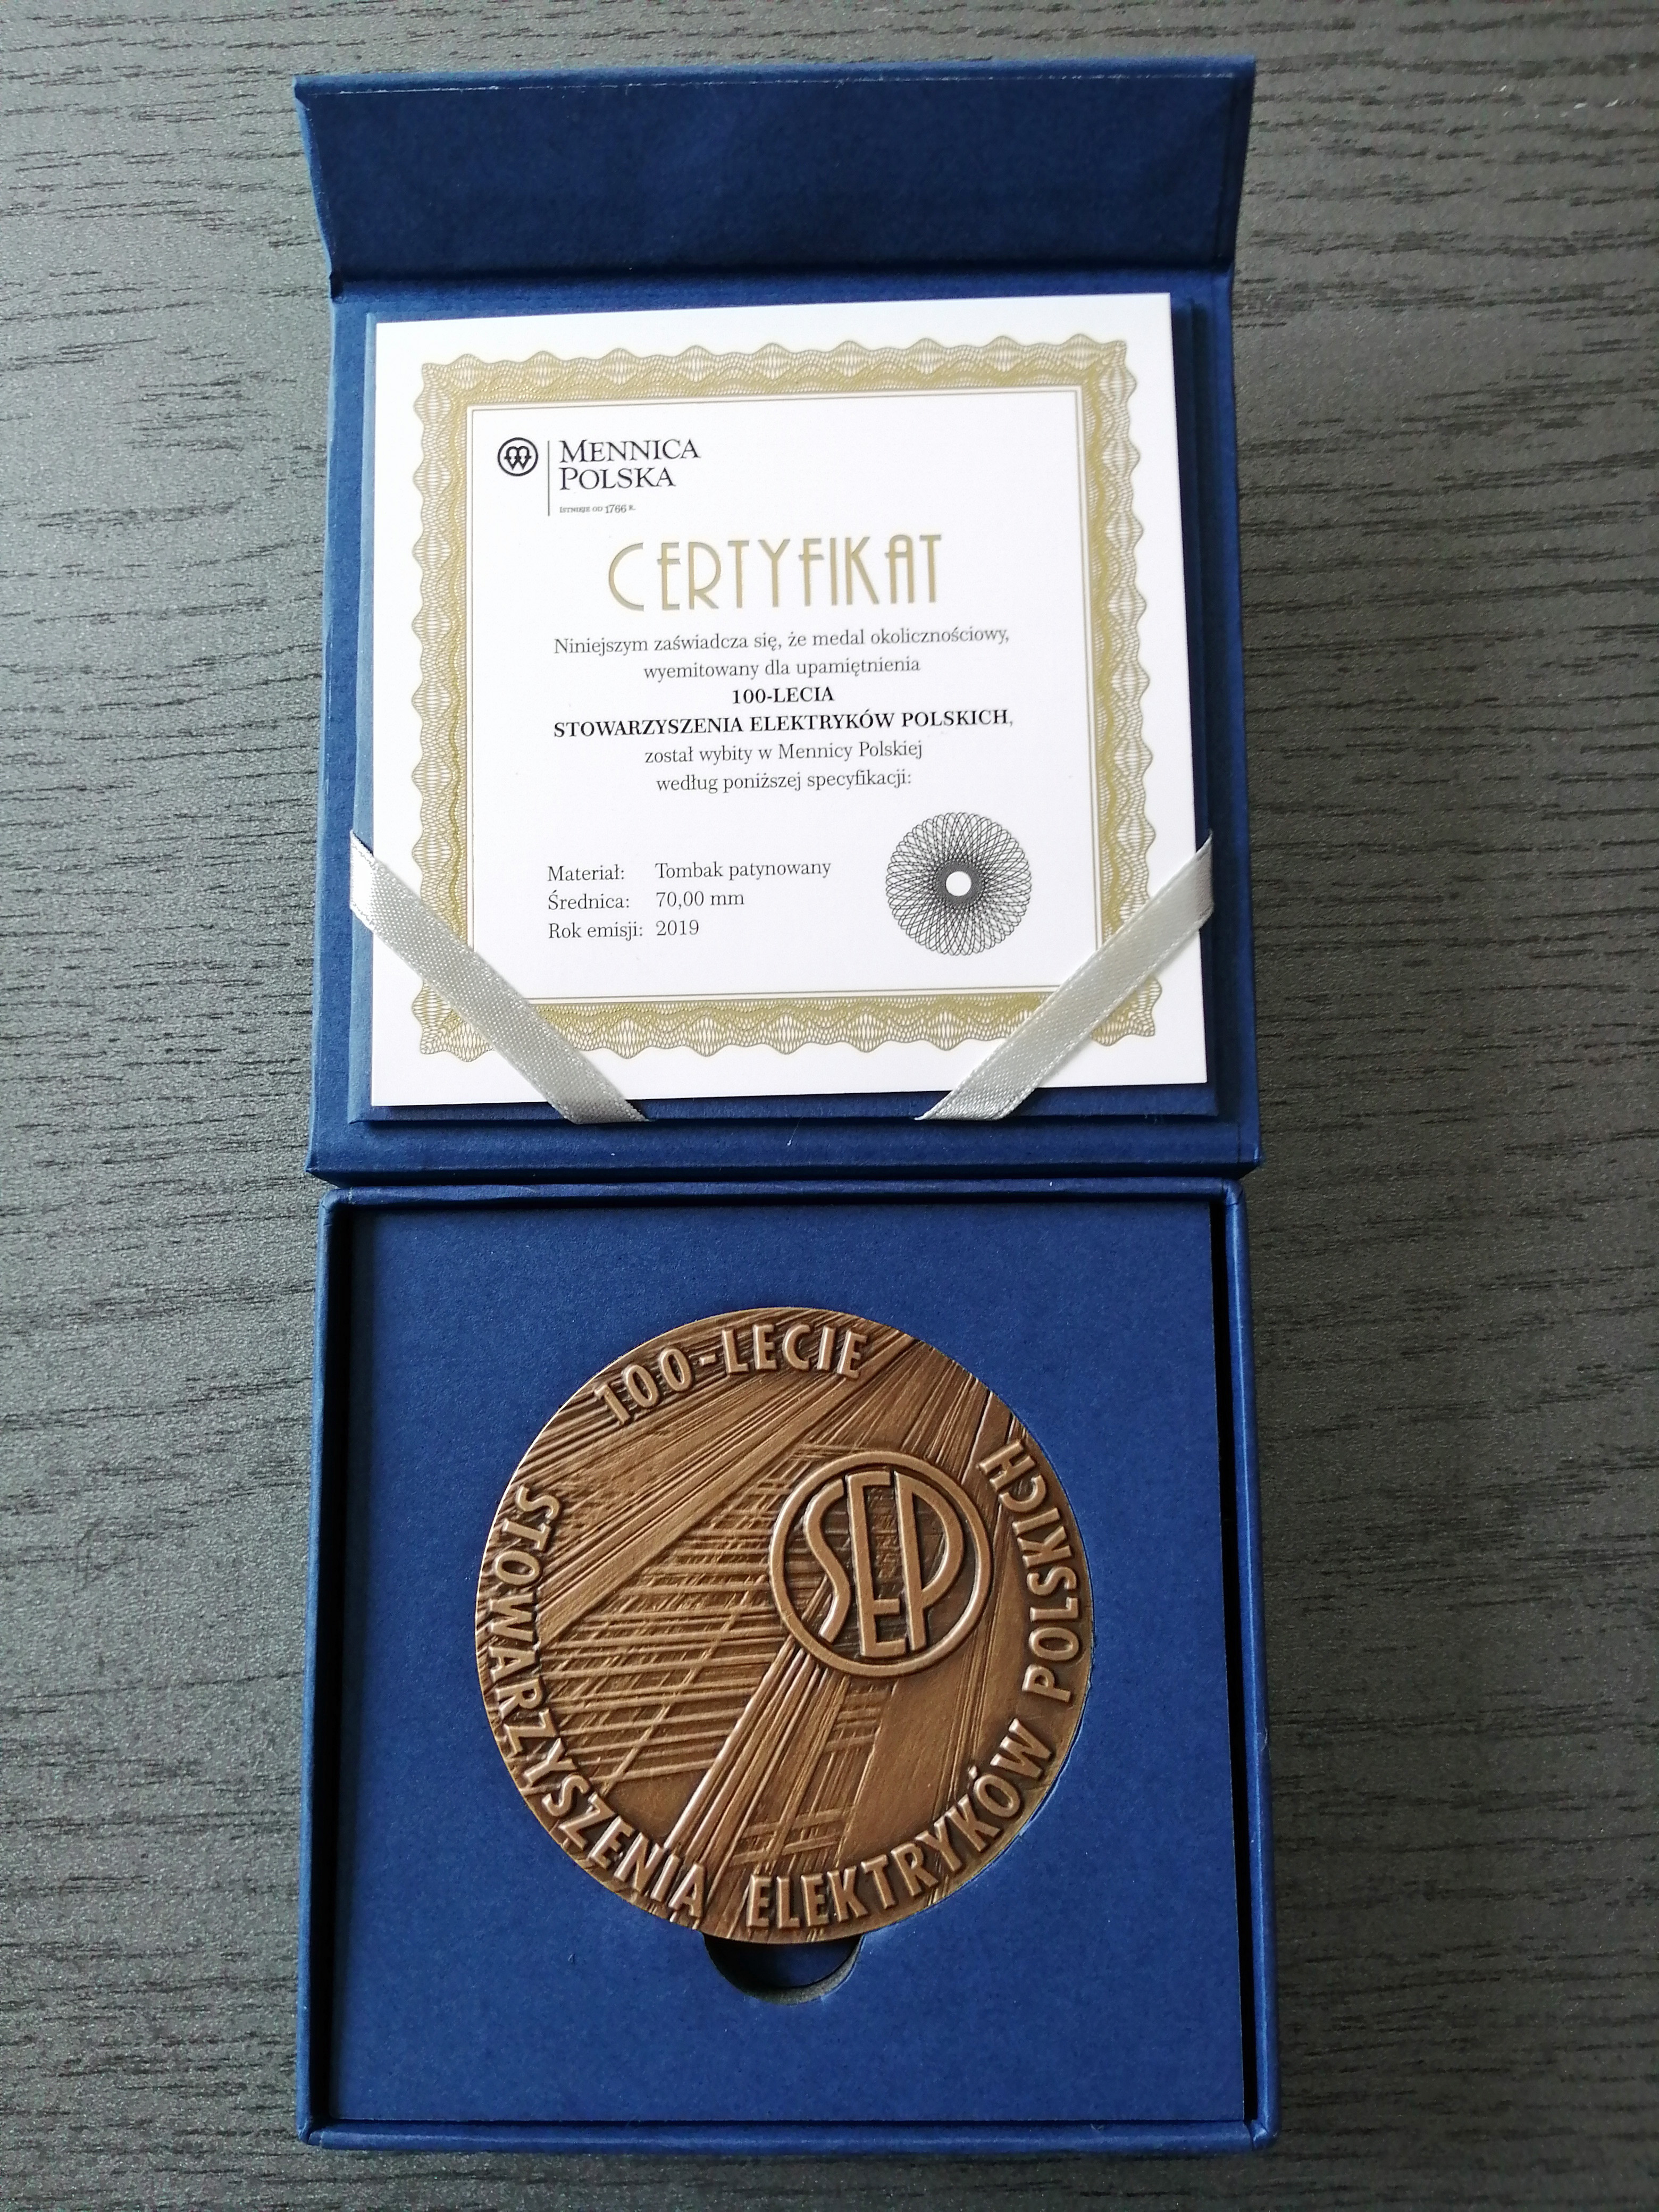 MENNICA
POLSKA
ISTNIEJE OD 1766 R.
CERTYFIKAT
Niniejszym zaświadcza się, że medal okolicznościowy,
wyemitowany dla upamiętnienia
100-LECIA
STOWARZYSZENIA ELEKTRYKÓW POLSKICH,
został wybity w Mennicy Polskiej
według poniższej specyfikacji:
Materiał: Tombak patynowany
Średnica: 70,00 mm
Rok emisji: 2019
100-LECIE
STOWARZYSZENIA ELEKTRYKÓW POLSKICH
SEP